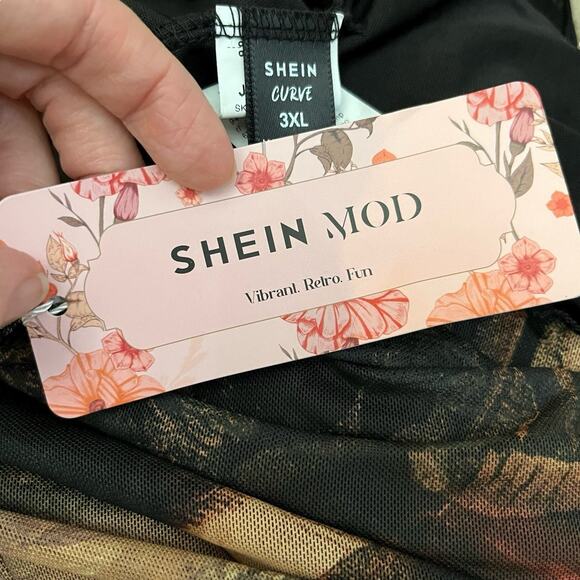 SHEIN
CURVE
3XL
SHEIN MOD
Vibrant. Retro. Fun